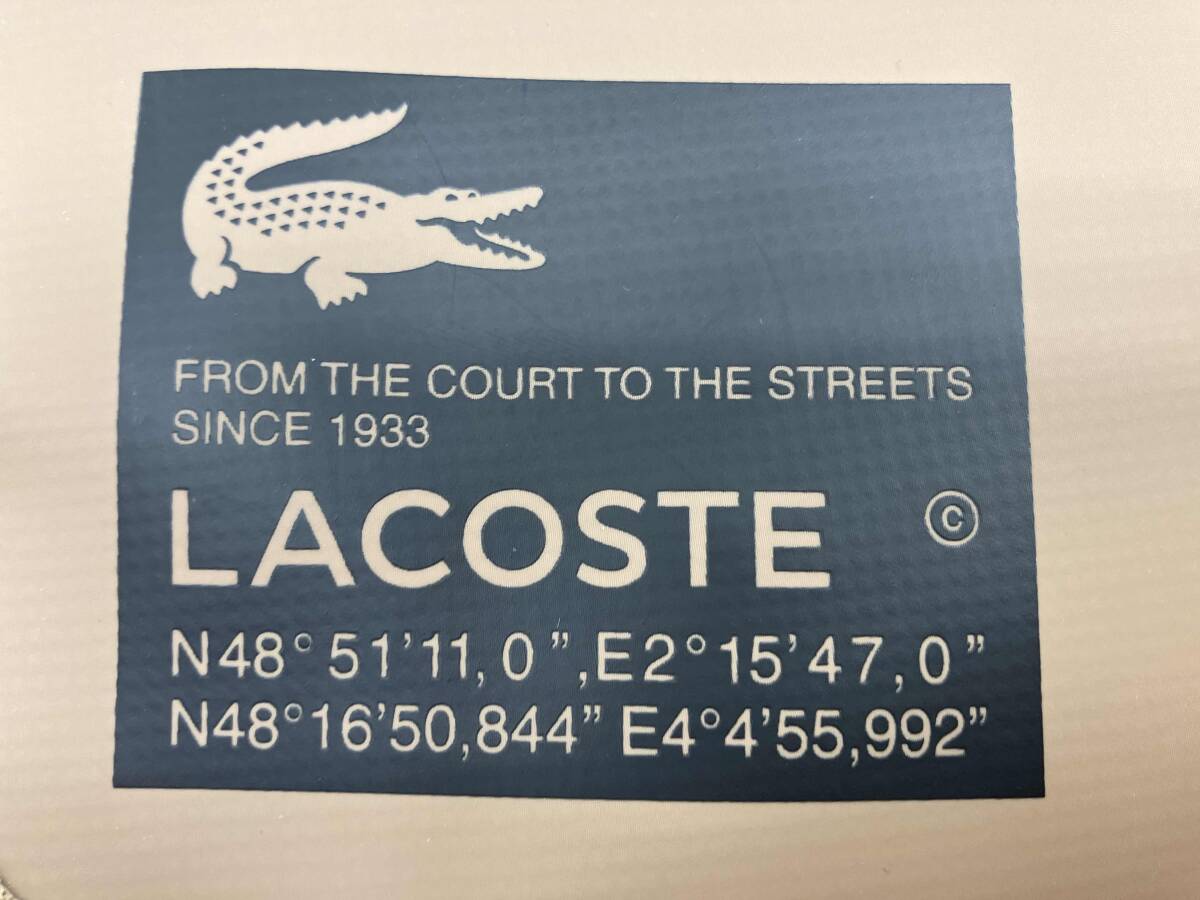 FROM THE COURT TO THE STREETS
SINCE 1933
LACOSTE ©
N48° 51'11,0”,E2°15'47,0”
N48°16'50,844” E4°4'55,992”